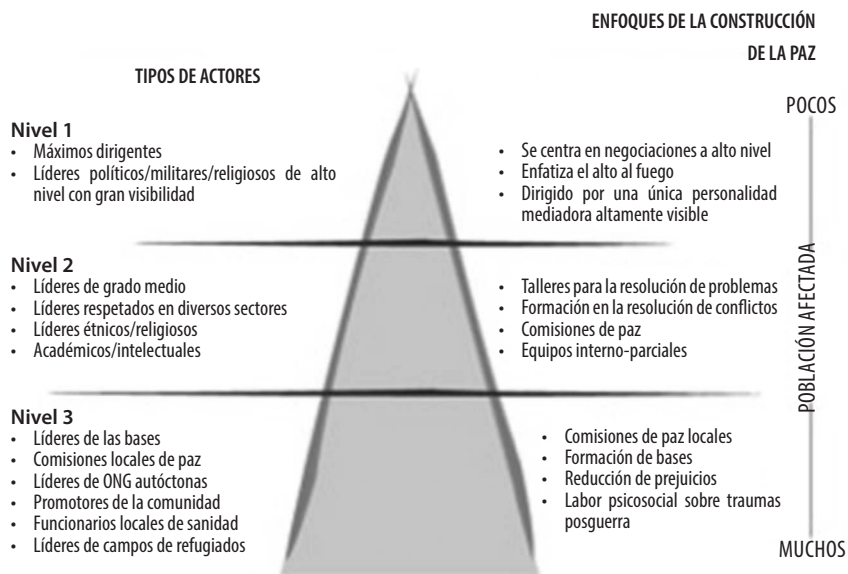 ENFOQUES DE LA CONSTRUCCIÓN
DE LA PAZ
TIPOS DE ACTORES
POCOS
Nivel 1
• Máximos dirigentes
• Líderes políticos/militares/religiosos de alto
nivel con gran visibilidad
• Se centra en negociaciones a alto nivel
• Enfatiza el alto al fuego
• Dirigido por una única personalidad
mediadora altamente visible
Nivel 2
• Líderes de grado medio
• Líderes respetados en diversos sectores
• Líderes étnicos/religiosos
• Académicos/intelectuales
• Talleres para la resolución de problemas
• Formación en la resolución de conflictos
• Comisiones de paz
• Equipos interno-parciales
POBLACIÓN AFECTADA
Nivel 3
• Líderes de las bases
• Comisiones locales de paz
• Líderes de ONG autóctonas
• Promotores de la comunidad
• Funcionarios locales de sanidad
• Líderes de campos de refugiados
• Comisiones de paz locales
• Formación de bases
• Reducción de prejuicios
• Labor psicosocial sobre traumas
posguerra
MUCHOS